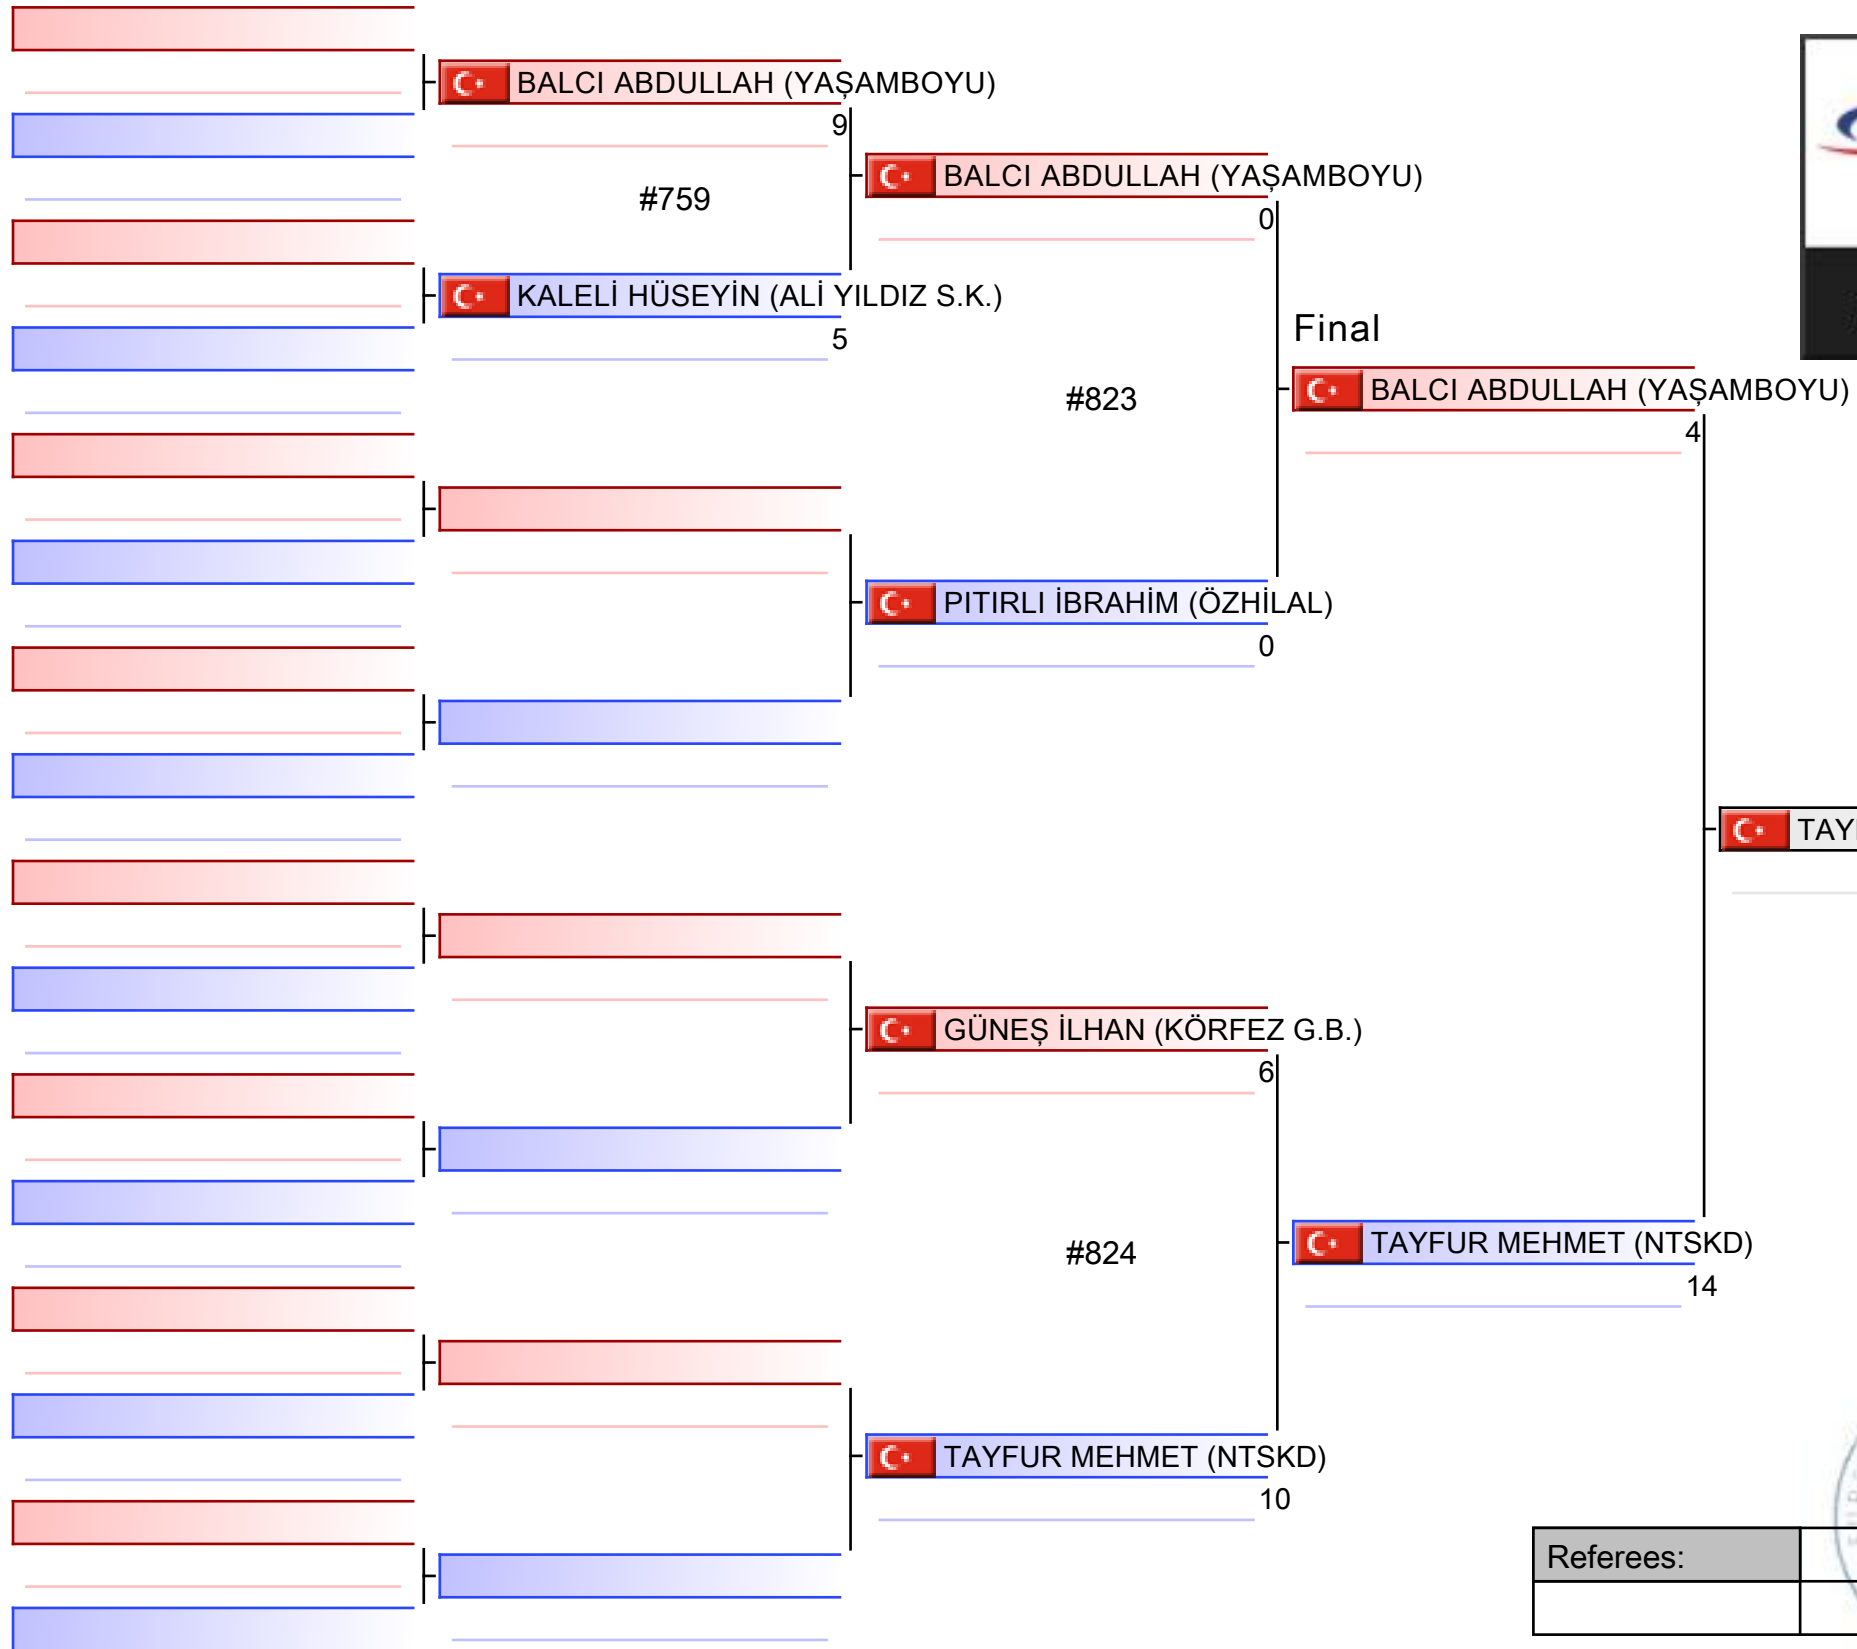 BALCI ABDULLAH (YAŞAMBOYU)
9
#759
BALCI ABDULLAH (YAŞAMBOYU)
0
KALELİ HÜSEYİN (ALİ YILDIZ S.K.)
5
Final
#823
BALCI ABDULLAH (YAŞAMBOYU)
4
PITIRLI İBRAHİM (ÖZHİLAL)
0
GÜNEŞ İLHAN (KÖRFEZ G.B.)
6
#824
TAYFUR MEHMET (NTSKD)
14
TAYFUR MEHMET (NTSKD)
10
Referees: